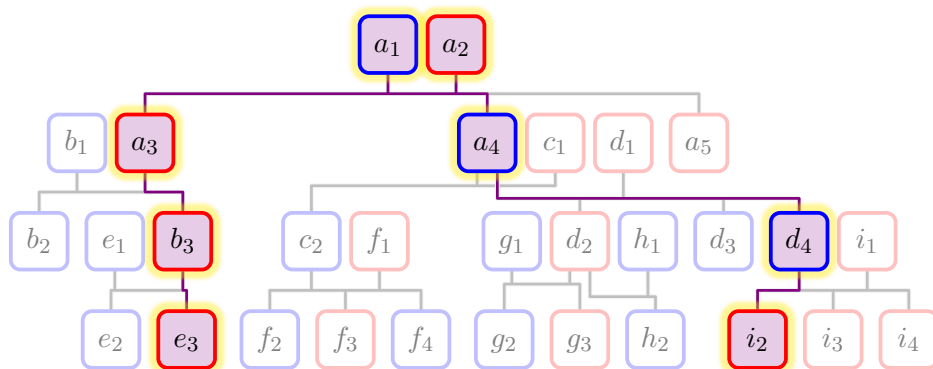 a1 a2
b1 a3 a4 c1 d1 a5
b2 e1 b3 c2 f1 g1 d2 h1 d3 d4 i1
e2 e3 f2 f3 f4 g2 g3 h2 i2 i3 i4